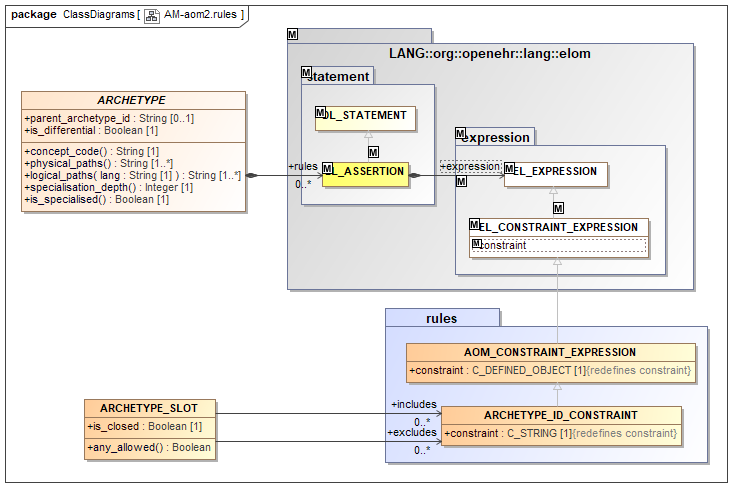 package ClassDiagrams [ AM-aom2.rules ]
M
LANG::org::openehr::lang::elom
M
statement
M
OL_STATEMENT
M
M
L_ASSERTION
M
expression
M
EL_EXPRESSION
M
M
M
EL_CONSTRAINT_EXPRESSION
M
constraint
ARCHETYPE
+parent_archetype_id : String [0..1]
+is_differential : Boolean [1]
+concept_code() : String [1]
+physical_paths() : String [1..*]
+logical_paths( lang : String [1] ) : String [1..*]
+specialisation_depth() : Integer [1]
+is_specialised() : Boolean [1]
+rules
0..*
+expression
rules
AOM_CONSTRAINT_EXPRESSION
+constraint : C_DEFINED_OBJECT [1]{redefines constraint}
ARCHETYPE_SLOT
+is_closed : Boolean [1]
+any_allowed() : Boolean
+includes
0..*
+excludes
0..*
ARCHETYPE_ID_CONSTRAINT
+constraint : C_STRING [1]{redefines constraint}